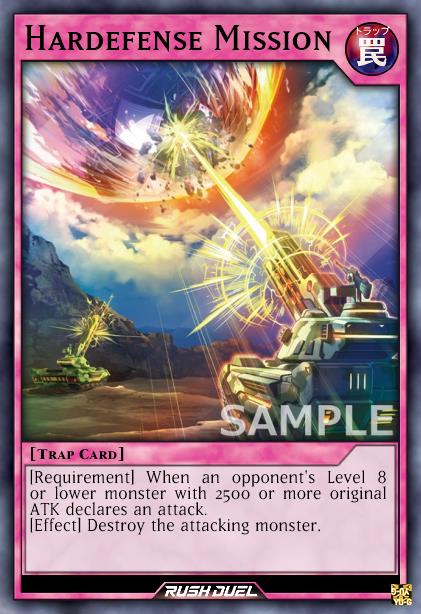 Hardefense Mission
トラップ
罠
SAMPLE
[Trap Card]
[Requirement] When an opponent's Level 8
or lower monster with 2500 or more original
ATK declares an attack.
[Effect] Destroy the attacking monster.
RUSH DUEL